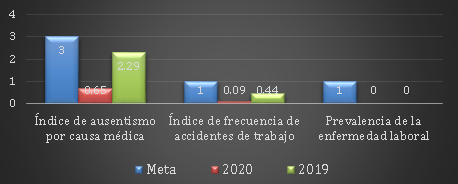 4
3
2
1
0
3
0.65
2.29
1
0.09
0.44
1
0
0
Índice de ausentismo
por causa médica
Índice de frecuencia de
accidentes de trabajo
Prevalencia de la
enfermedad laboral
Meta
2020
2019